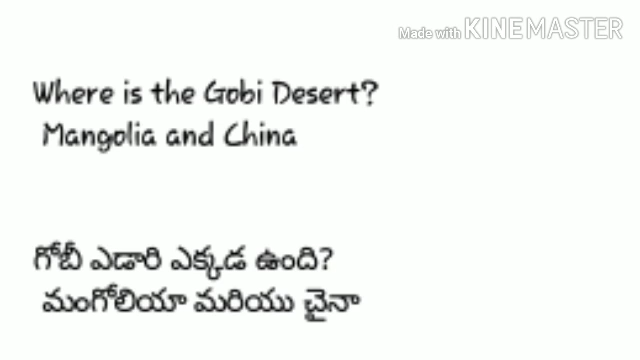 Made with KINEMASTER
Where is the Gobi Desert?
Mangolia and China
గోబీ ఎడారి ఎక్కడ ఉంది?
మంగోలియా మరియు చైనా